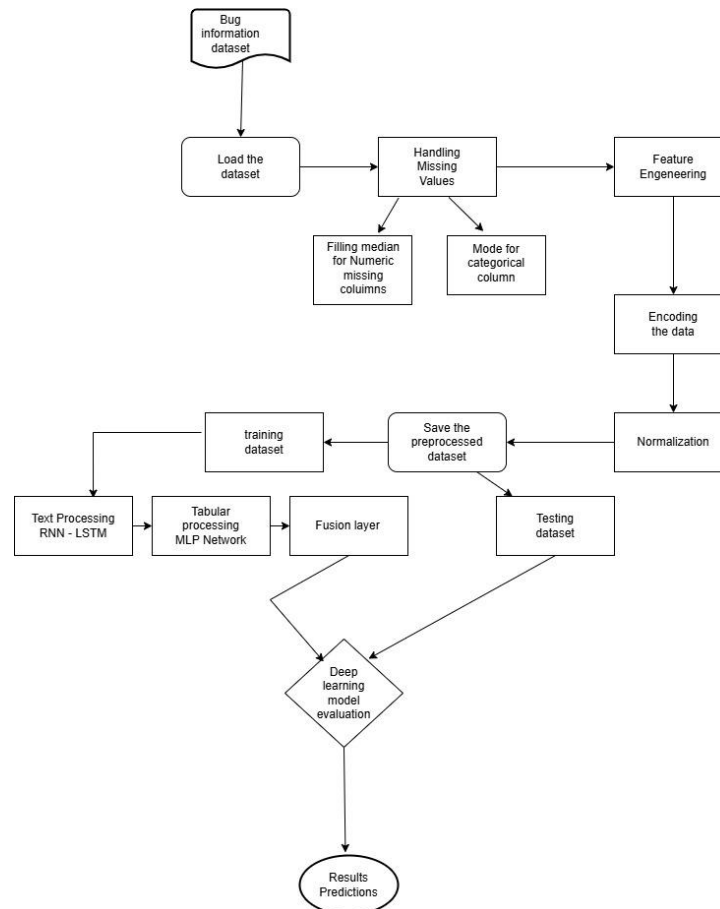 Bug
information
dataset
Load the
dataset
Handling
Missing
Values
Feature
Engeneering
Filling median
for Numeric
missing
coluimns
Mode for
categorical
column
Encoding
the data
training
dataset
Save the
preprocessed
dataset
Normalization
Text Processing
RNN - LSTM
Tabular
processing
MLP Network
Fusion layer
Testing
dataset
Deep
learning
model
evaluation
Results
Predictions